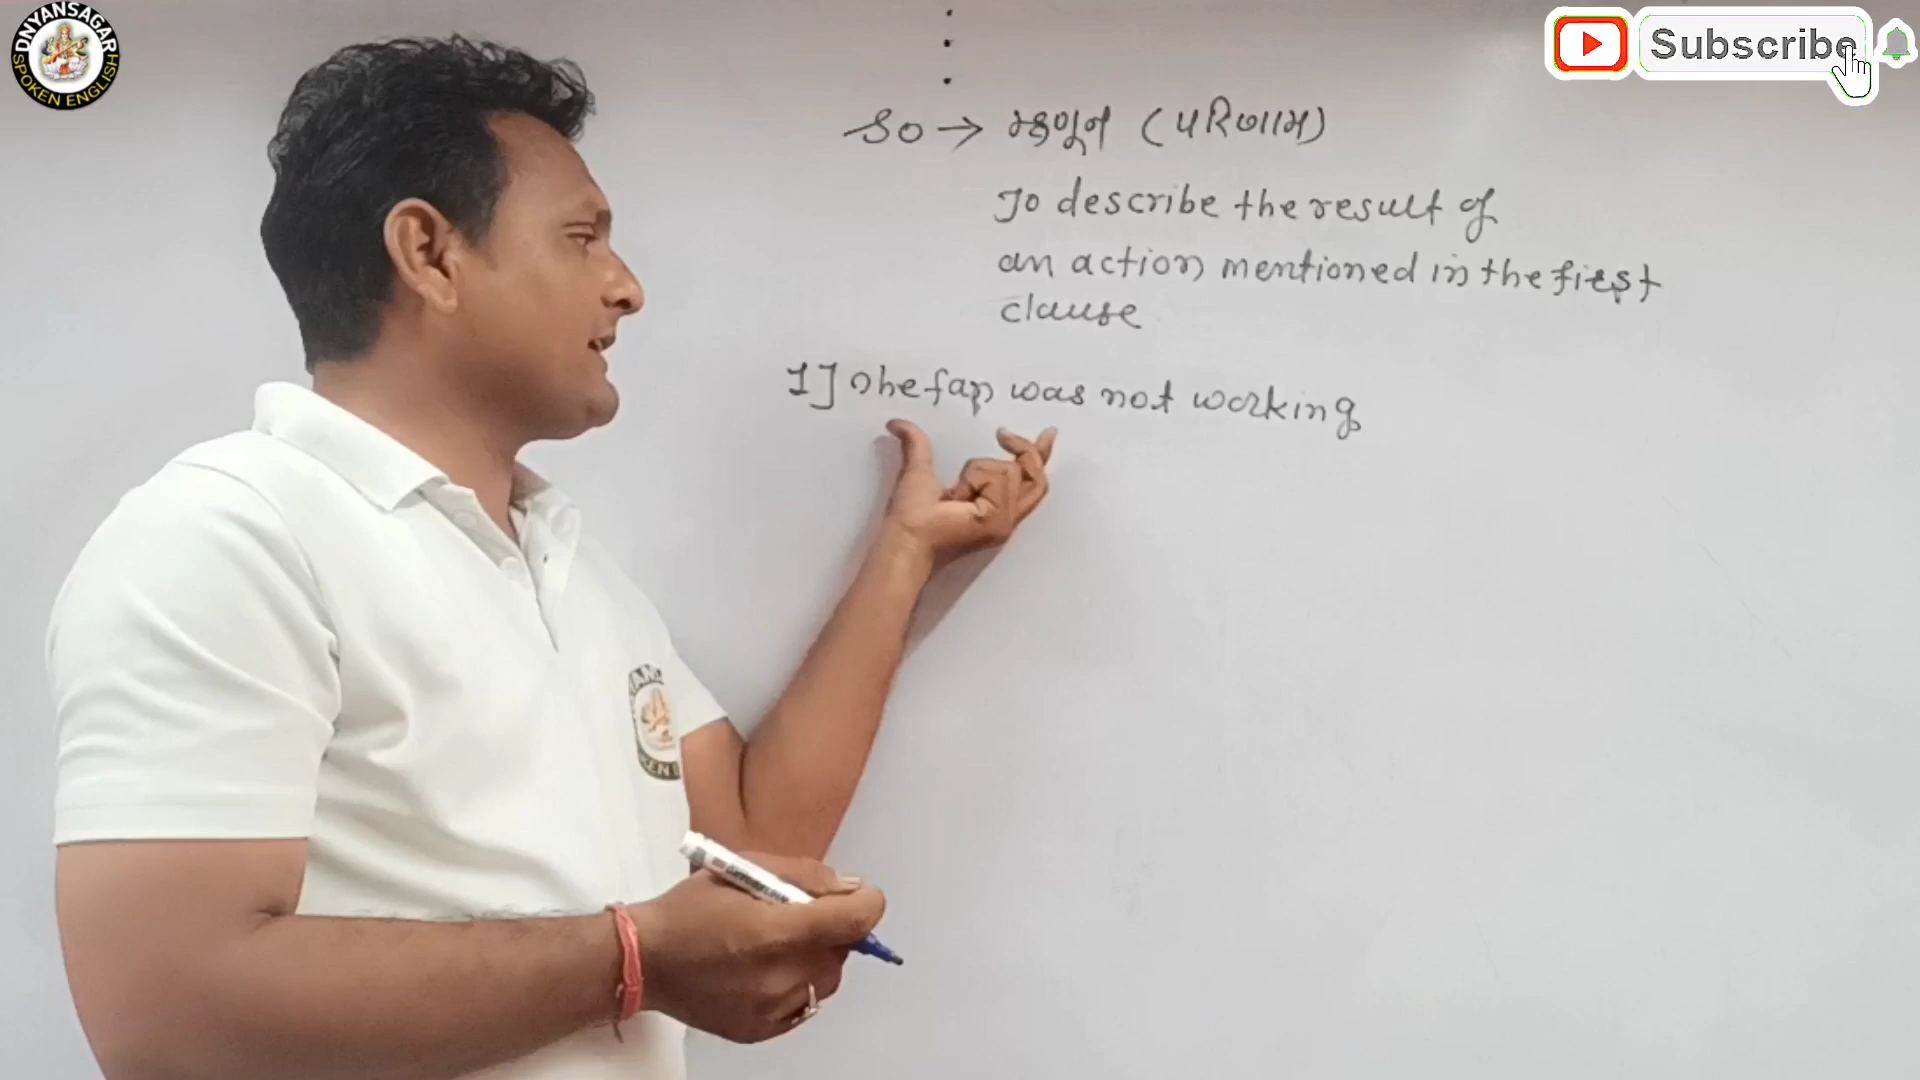 DNYANSAGAR
SPOKEN ENGLISH
Subscribe
So → म्हणून (परिणाम)
To describe the result of
an action mentioned in the first
clause
1] The fan was not working